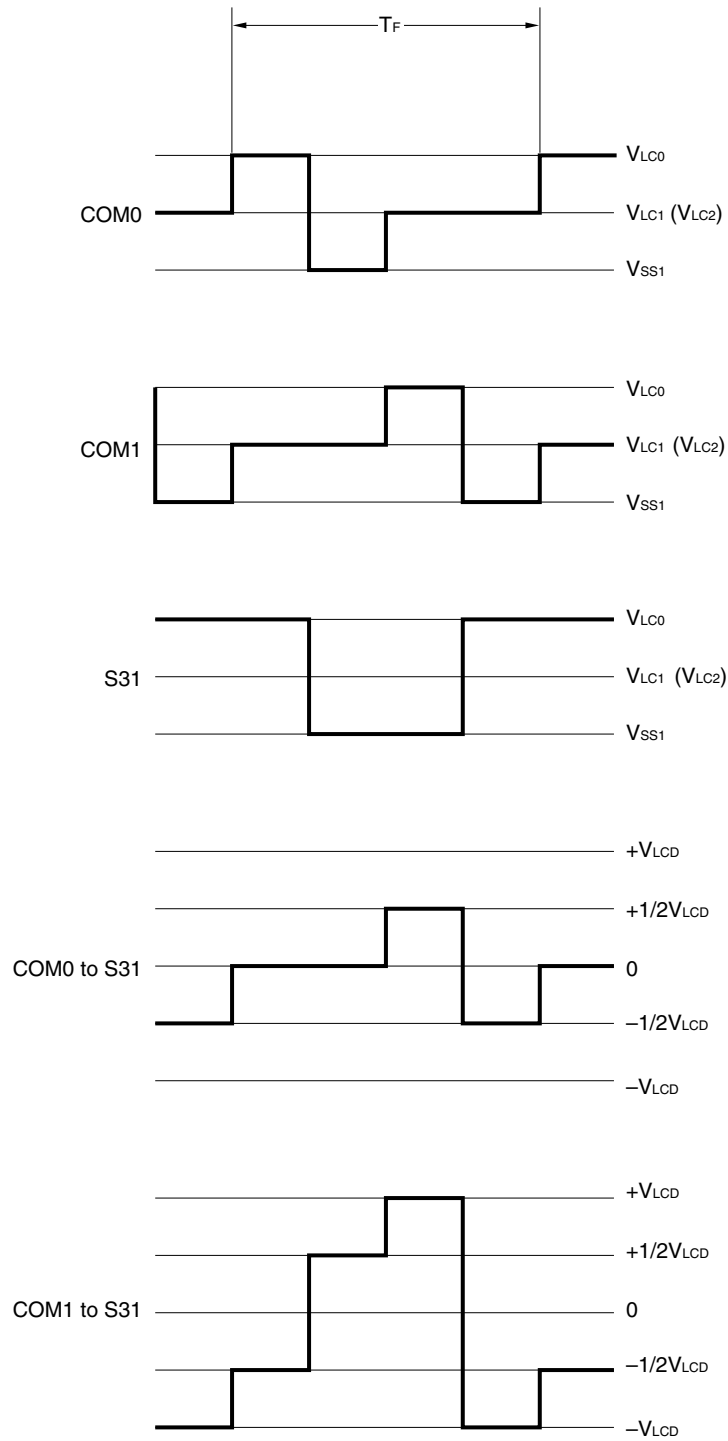 TF
VLC0
COM0
VLC1 (VLC2)
VSS1
VLC0
COM1
VLC1 (VLC2)
VSS1
VLC0
S31
VLC1 (VLC2)
VSS1
+VLCD
+1/2VLCD
COM0 to S31
0
–1/2VLCD
–VLCD
+VLCD
+1/2VLCD
COM1 to S31
0
–1/2VLCD
–VLCD